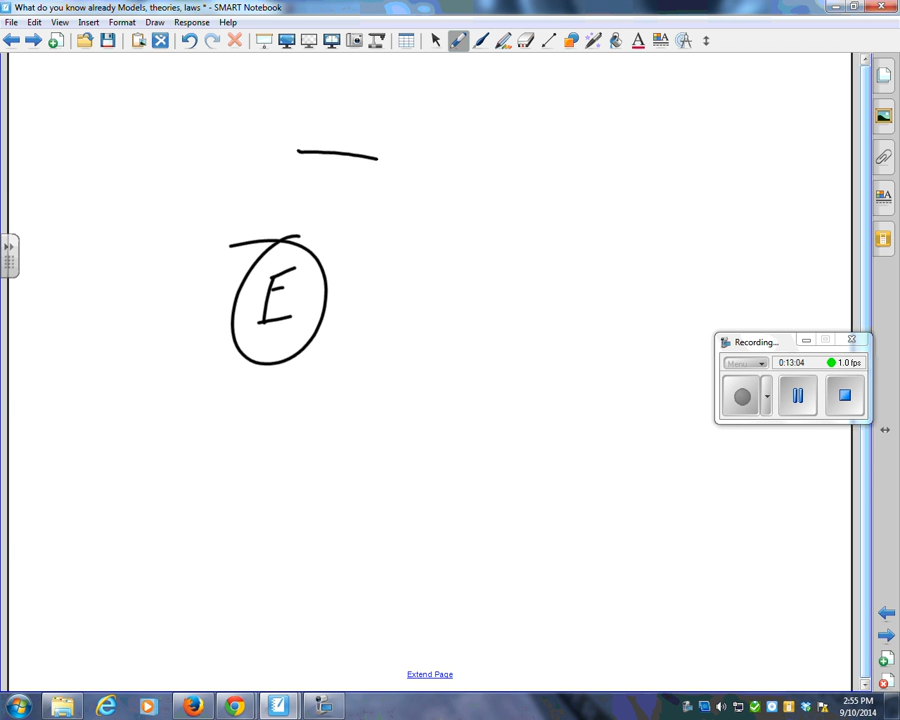 What do you know already Models, theories, laws * - SMART Notebook
File Edit View Insert Format Draw Response Help
E
Recording...
Menu 0:13:04 1.0 fps
Extend Page
2:55 PM
9/10/2014